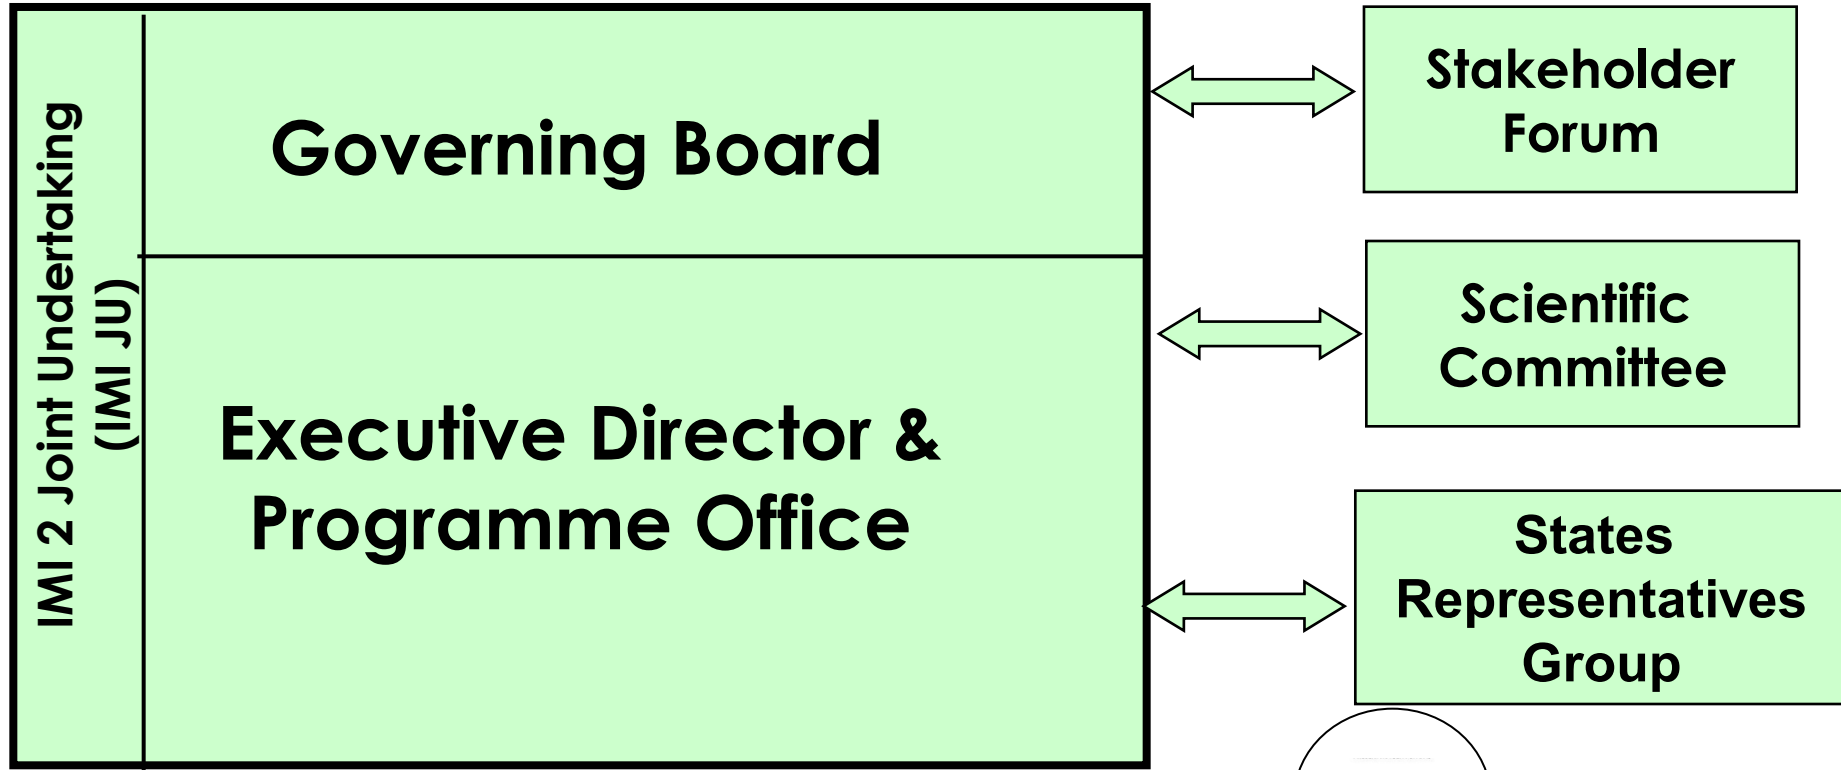 IMI 2 Joint Undertaking
(IMI JU)
Governing Board
Executive Director &
Programme Office
Stakeholder
Forum
Scientific
Committee
States
Representatives
Group